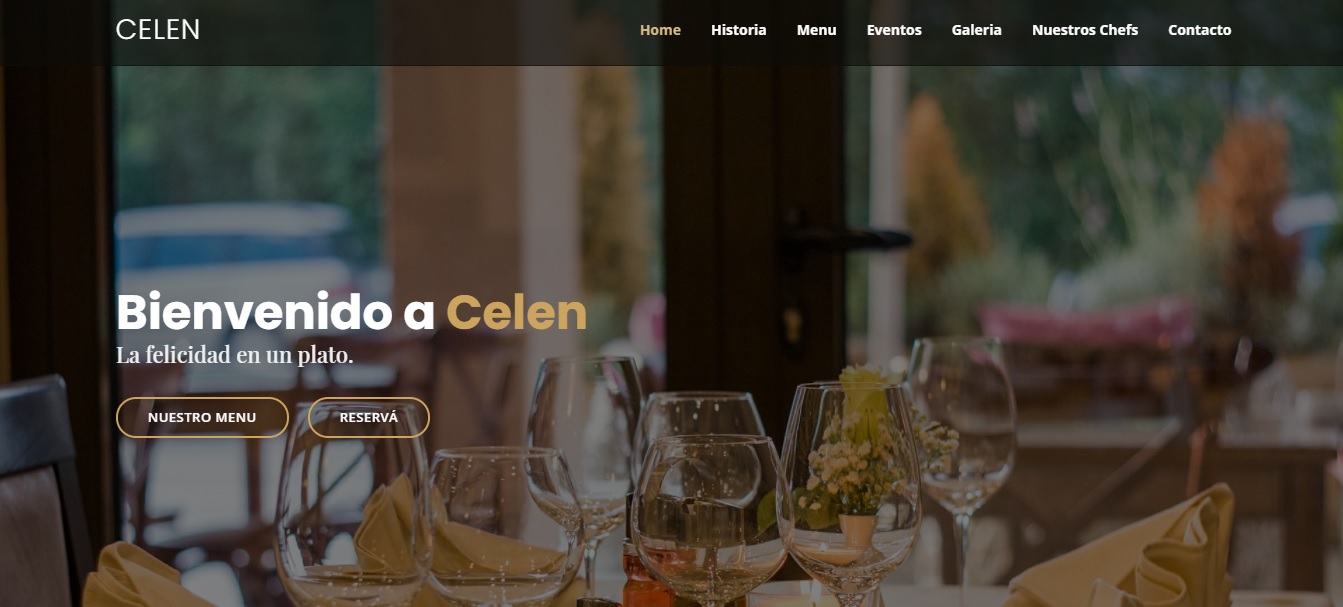 CELEN
Home Historia Menu Eventos Galeria Nuestros Chefs Contacto
Bienvenido a Celen
La felicidad en un plato.
NUESTRO MENU RESERVÁ